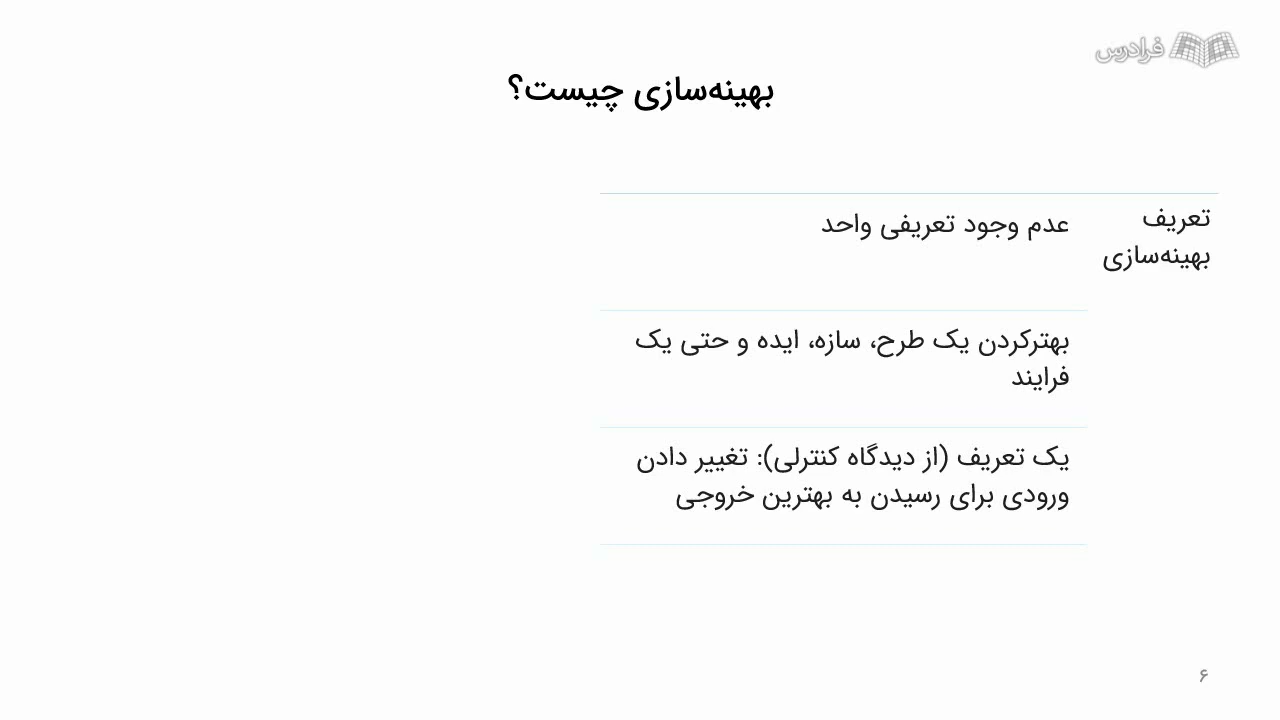 فرادرس
بهینه‌سازی چیست؟
تعریف
بهینه‌سازی
عدم وجود تعریفی واحد
بهترکردن یک طرح، سازه، ایده و حتی یک
فرایند
یک تعریف (از دیدگاه کنترلی): تغییر دادن
ورودی برای رسیدن به بهترین خروجی
۶